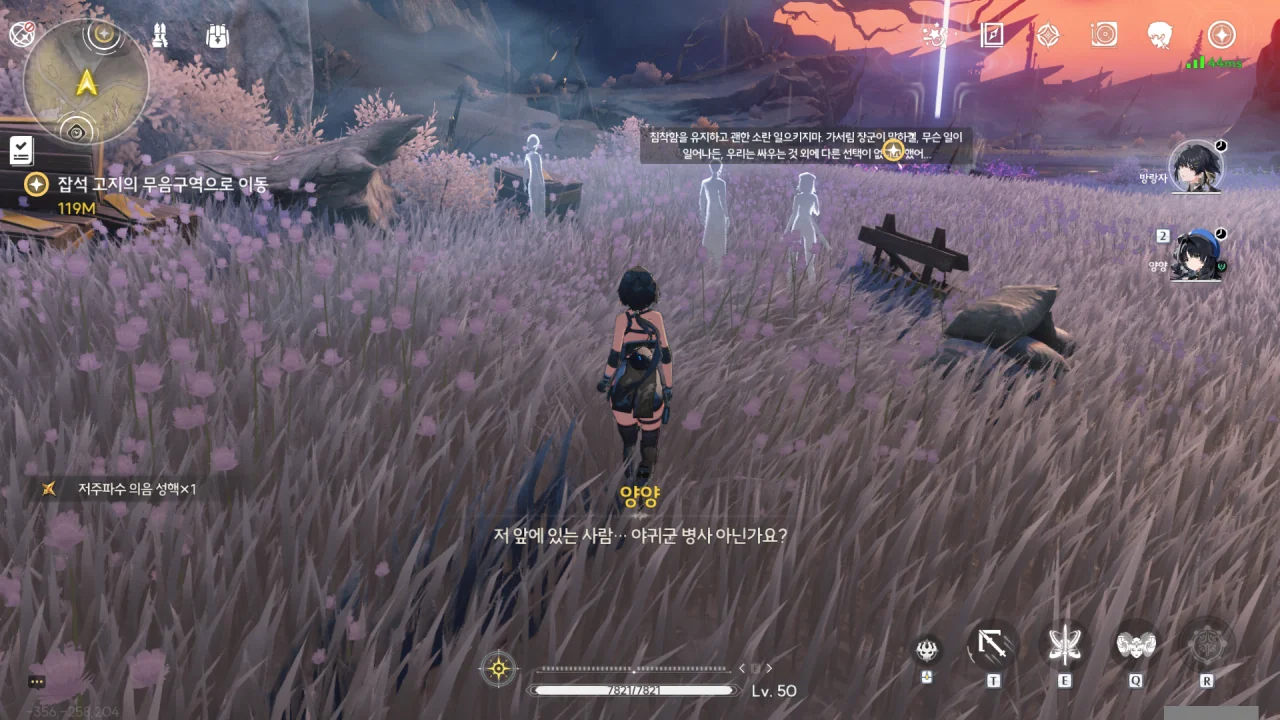 44ms
침착함을 유지하고 괜한 소란 일으키지마. 가서림 장군이 말하길, 무슨 일이
일어나든, 우리는 싸우는 것 외에 다른 선택이 없다고 했어...
방랑자
잡석 고지의 무음구역으로 이동
119M
2
양양
저주파수 의음 성핵×1
양양
저 앞에 있는 사람… 야귀군 병사 아닌가요?
7821/7821
Lv. 50
T
E
Q
R
-356 -258 204